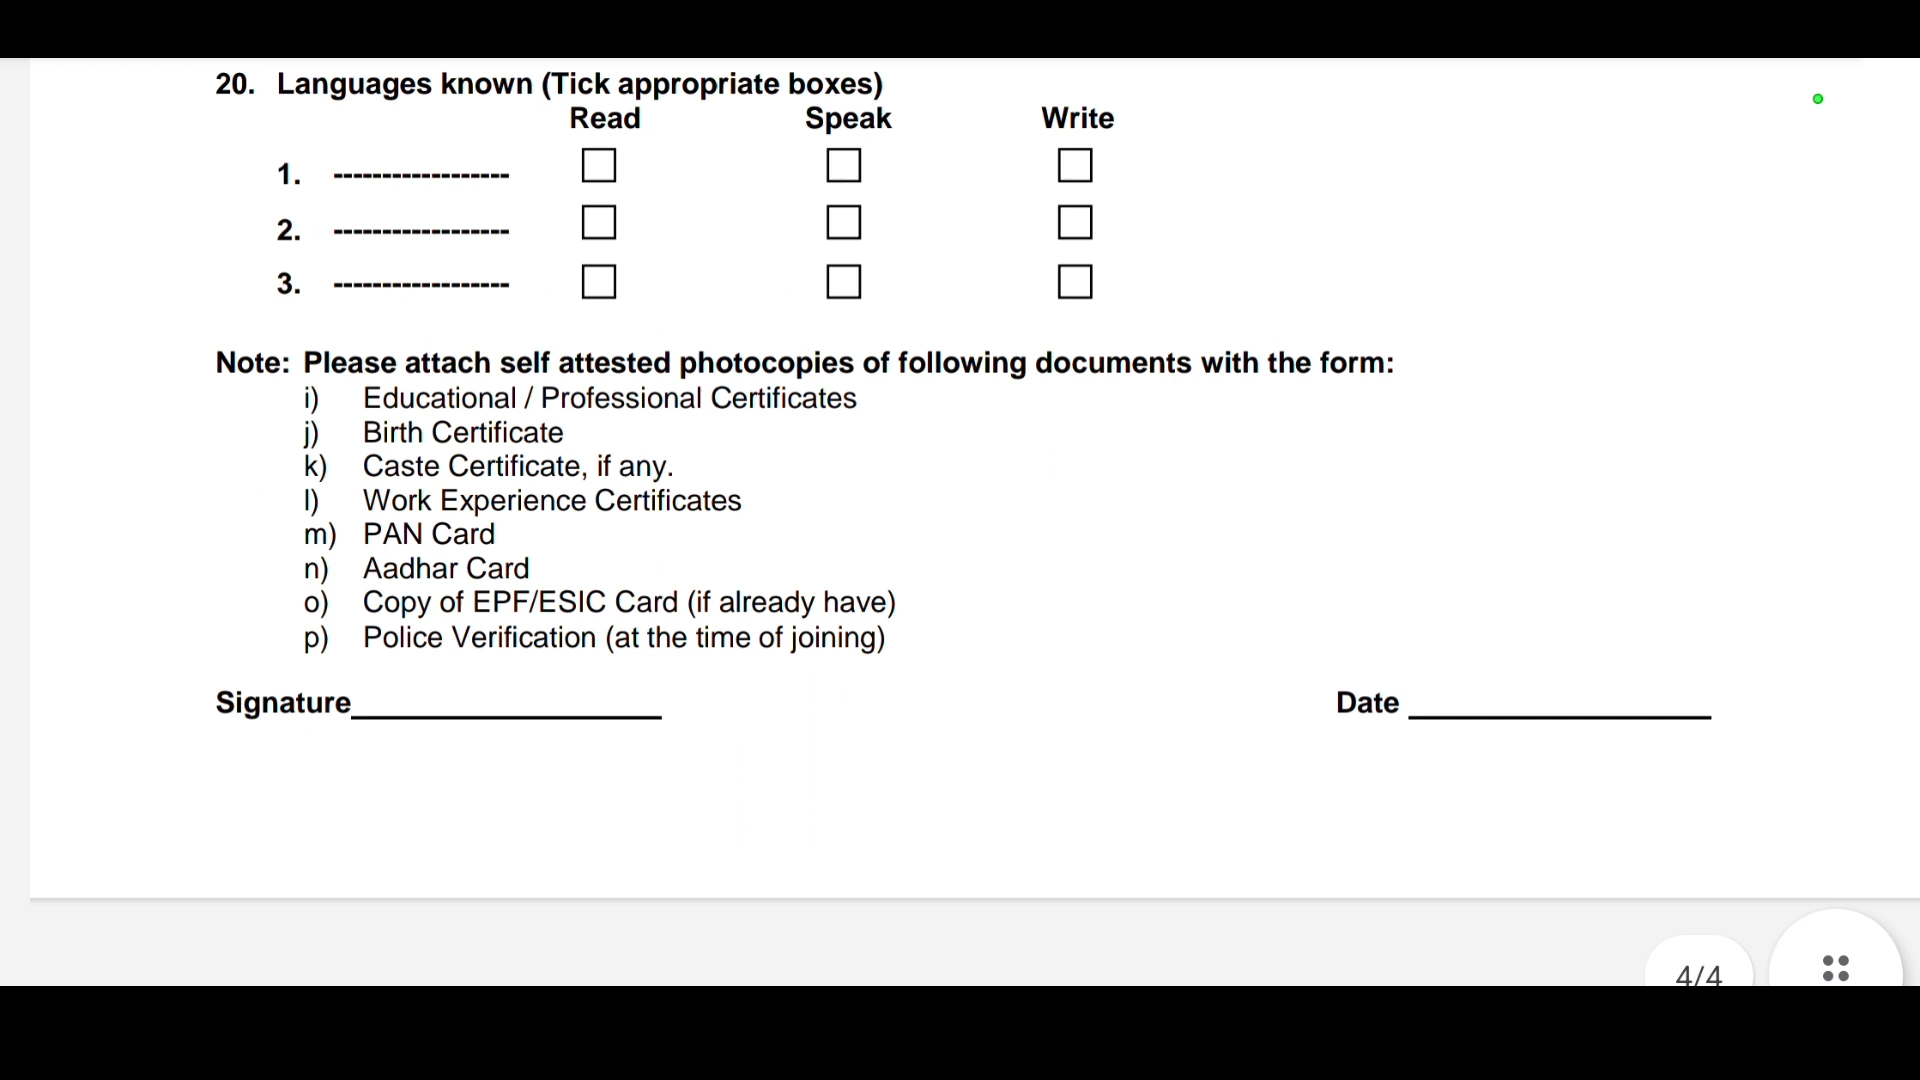 20. Languages known (Tick appropriate boxes)
Read Speak Write
1. ------------------
2. ------------------
3. ------------------
Note: Please attach self attested photocopies of following documents with the form:
i) Educational / Professional Certificates
j) Birth Certificate
k) Caste Certificate, if any.
l) Work Experience Certificates
m) PAN Card
n) Aadhar Card
o) Copy of EPF/ESIC Card (if already have)
p) Police Verification (at the time of joining)
Signature____________________ Date ____________________
4/4